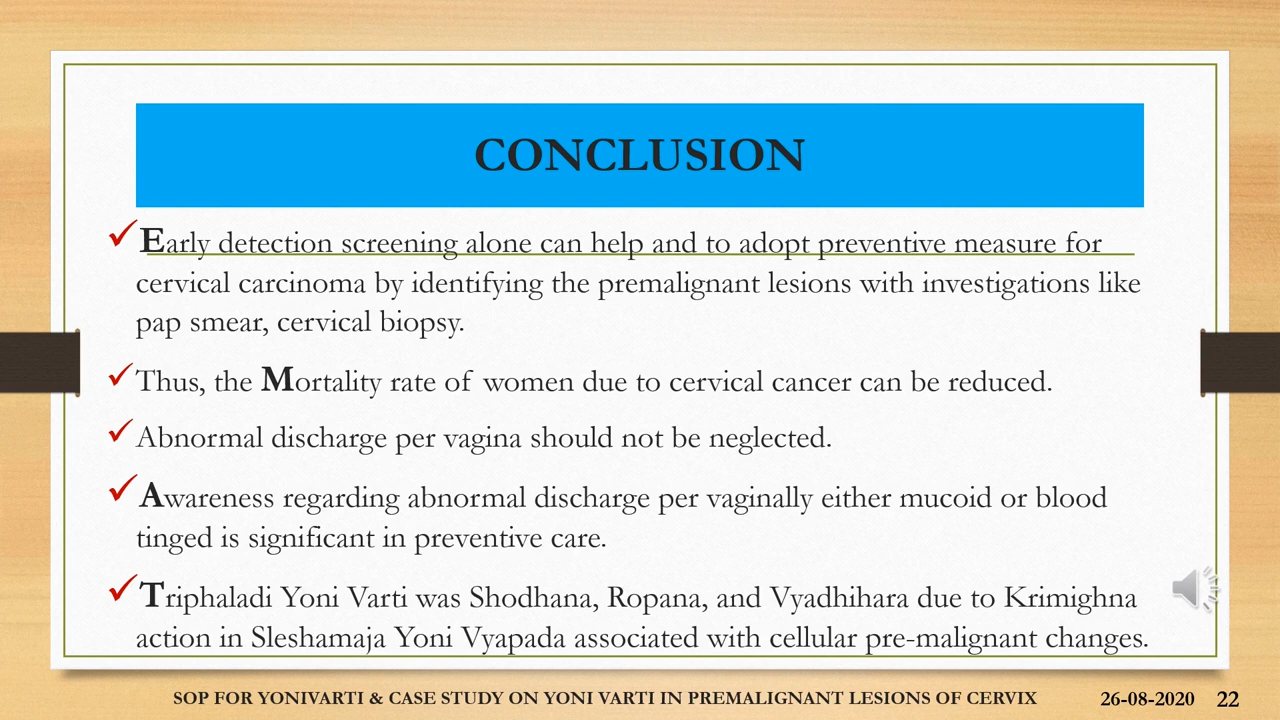 CONCLUSION
Early detection screening alone can help and to adopt preventive measure for
cervical carcinoma by identifying the premalignant lesions with investigations like
pap smear, cervical biopsy.
Thus, the Mortality rate of women due to cervical cancer can be reduced.
Abnormal discharge per vagina should not be neglected.
Awareness regarding abnormal discharge per vaginally either mucoid or blood
tinged is significant in preventive care.
Triphaladi Yoni Varti was Shodhana, Ropana, and Vyadhihara due to Krimighna
action in Sleshamaja Yoni Vyapada associated with cellular pre-malignant changes.
SOP FOR YONIVARTI & CASE STUDY ON YONI VARTI IN PREMALIGNANT LESIONS OF CERVIX 26-08-2020 22